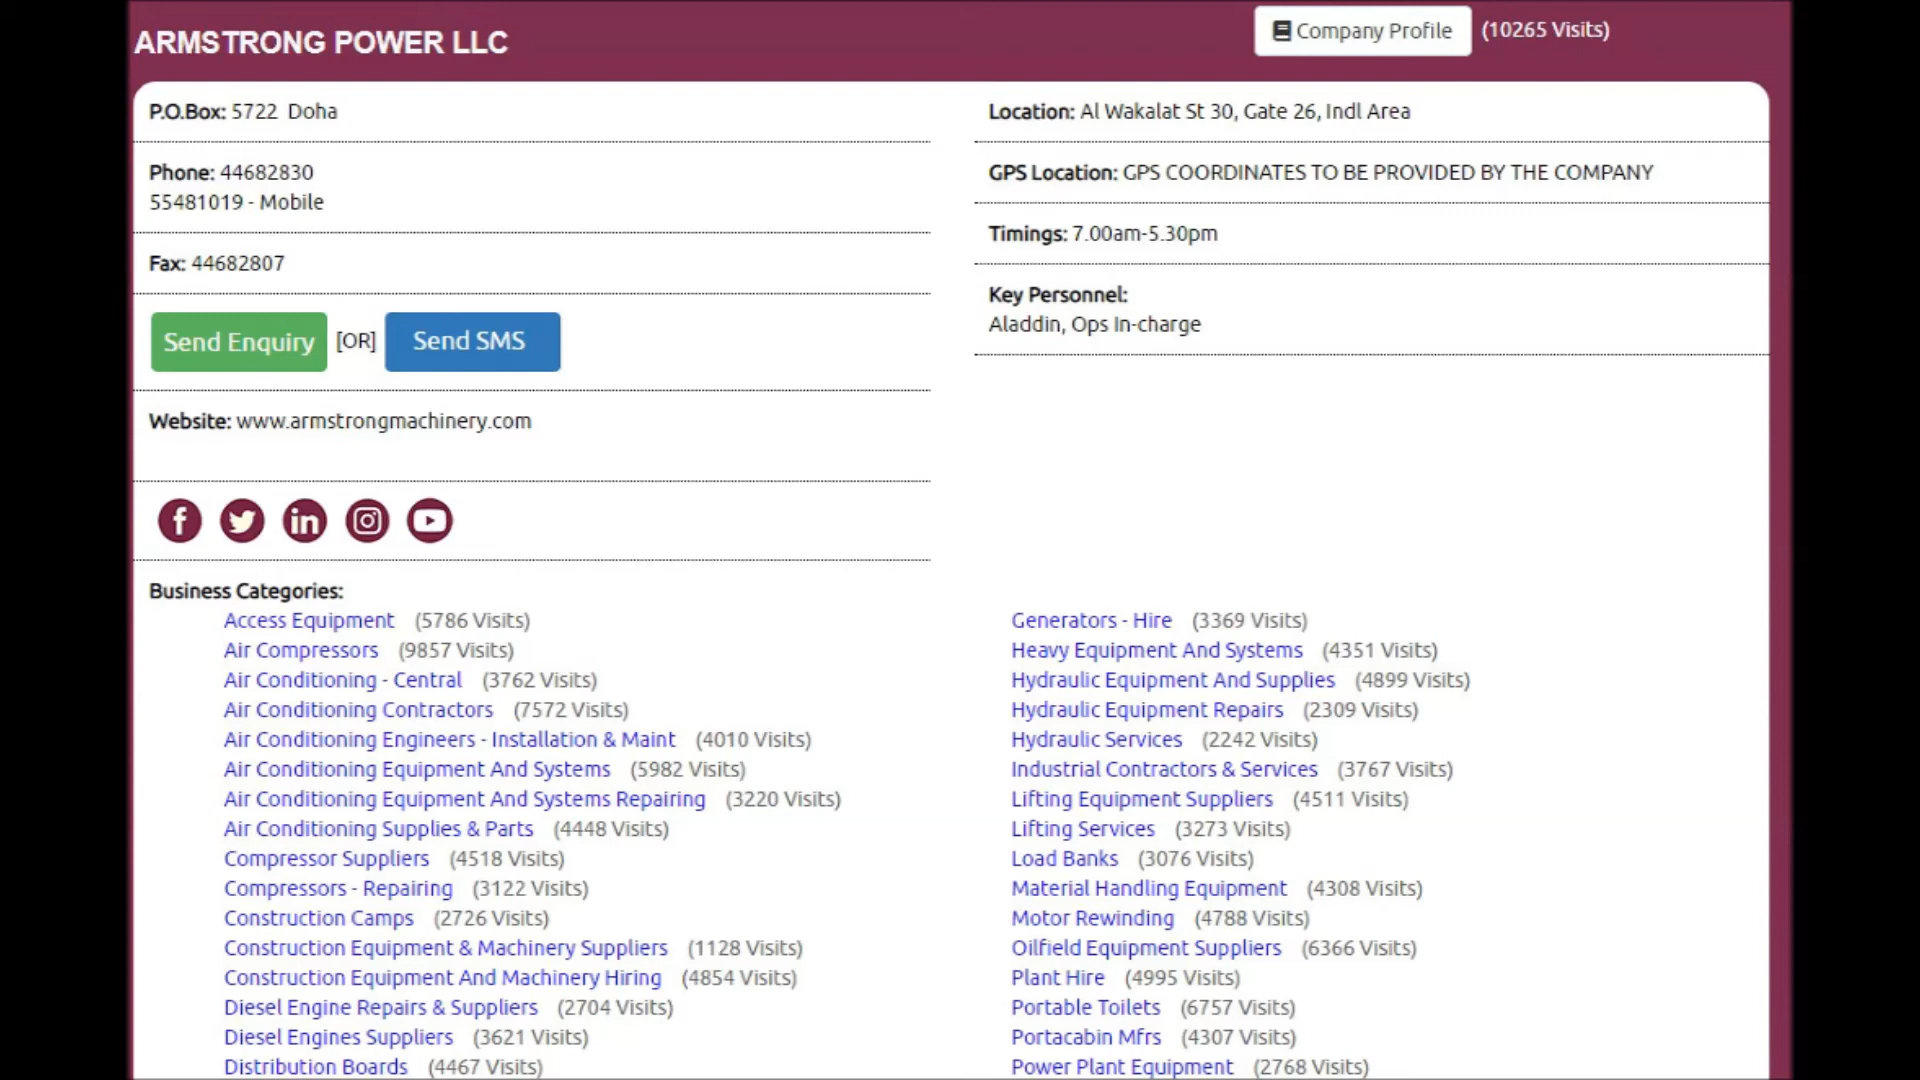 ARMSTRONG POWER LLC
Company Profile (10265 Visits)
P.O.Box: 5722 Doha
Phone: 44682830
55481019 - Mobile
Fax: 44682807
Send Enquiry [OR] Send SMS
Website: www.armstrongmachinery.com
Location: Al Wakalat St 30, Gate 26, Indl Area
GPS Location: GPS COORDINATES TO BE PROVIDED BY THE COMPANY
Timings: 7.00am-5.30pm
Key Personnel:
Aladdin, Ops In-charge
Business Categories:
Access Equipment (5786 Visits)
Air Compressors (9857 Visits)
Air Conditioning - Central (3762 Visits)
Air Conditioning Contractors (7572 Visits)
Air Conditioning Engineers - Installation & Maint (4010 Visits)
Air Conditioning Equipment And Systems (5982 Visits)
Air Conditioning Equipment And Systems Repairing (3220 Visits)
Air Conditioning Supplies & Parts (4448 Visits)
Compressor Suppliers (4518 Visits)
Compressors - Repairing (3122 Visits)
Construction Camps (2726 Visits)
Construction Equipment & Machinery Suppliers (1128 Visits)
Construction Equipment And Machinery Hiring (4854 Visits)
Diesel Engine Repairs & Suppliers (2704 Visits)
Diesel Engines Suppliers (3621 Visits)
Distribution Boards (4467 Visits)
Generators - Hire (3369 Visits)
Heavy Equipment And Systems (4351 Visits)
Hydraulic Equipment And Supplies (4899 Visits)
Hydraulic Equipment Repairs (2309 Visits)
Hydraulic Services (2242 Visits)
Industrial Contractors & Services (3767 Visits)
Lifting Equipment Suppliers (4511 Visits)
Lifting Services (3273 Visits)
Load Banks (3076 Visits)
Material Handling Equipment (4308 Visits)
Motor Rewinding (4788 Visits)
Oilfield Equipment Suppliers (6366 Visits)
Plant Hire (4995 Visits)
Portable Toilets (6757 Visits)
Portacabin Mfrs (4307 Visits)
Power Plant Equipment (2768 Visits)